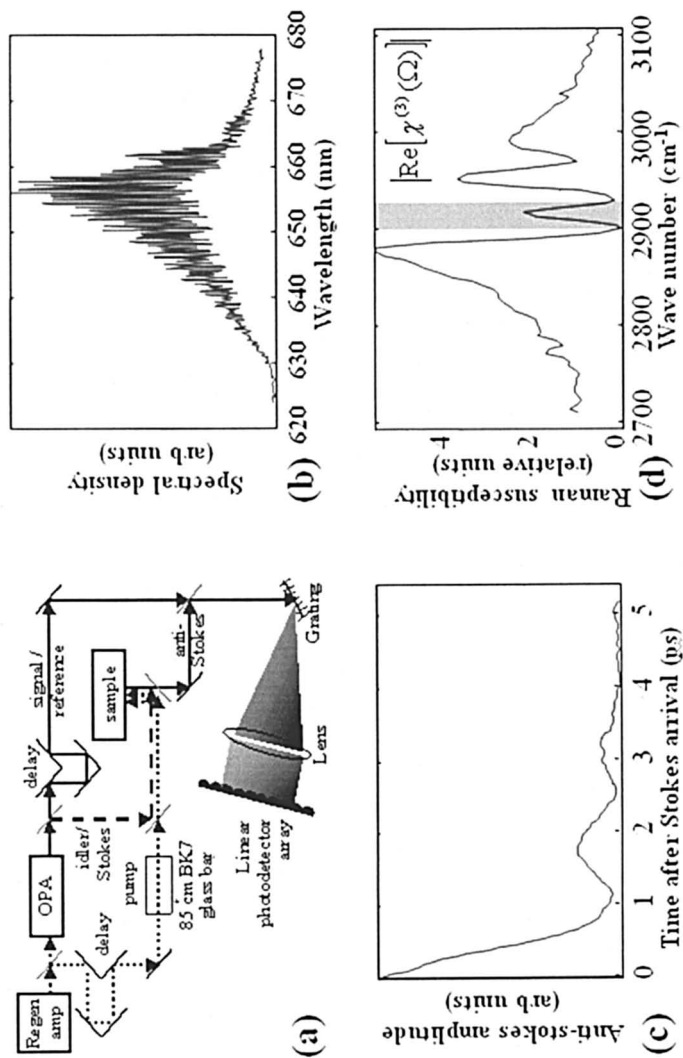 Regen
amp
OPA
delay
signal/
reference
idler/
Stokes
delay
pump
85 cm BK7
glass bar
sample
anti-
Stokes
Linear
photodetector
array
Lens
Grating
(a)
Spectral density
(arb units)
620 630 640 650 660 670 680
Wavelength (nm)
(b)
Anti-stokes amplitude
(arb units)
0 1 2 3 4 5
Time after Stokes arrival (ps)
(c)
Raman susceptibility
(relative units)
0 2 4
|Re[χ(3)(Ω)]|
2700 2800 2900 3000 3100
Wave number (cm-1)
(d)